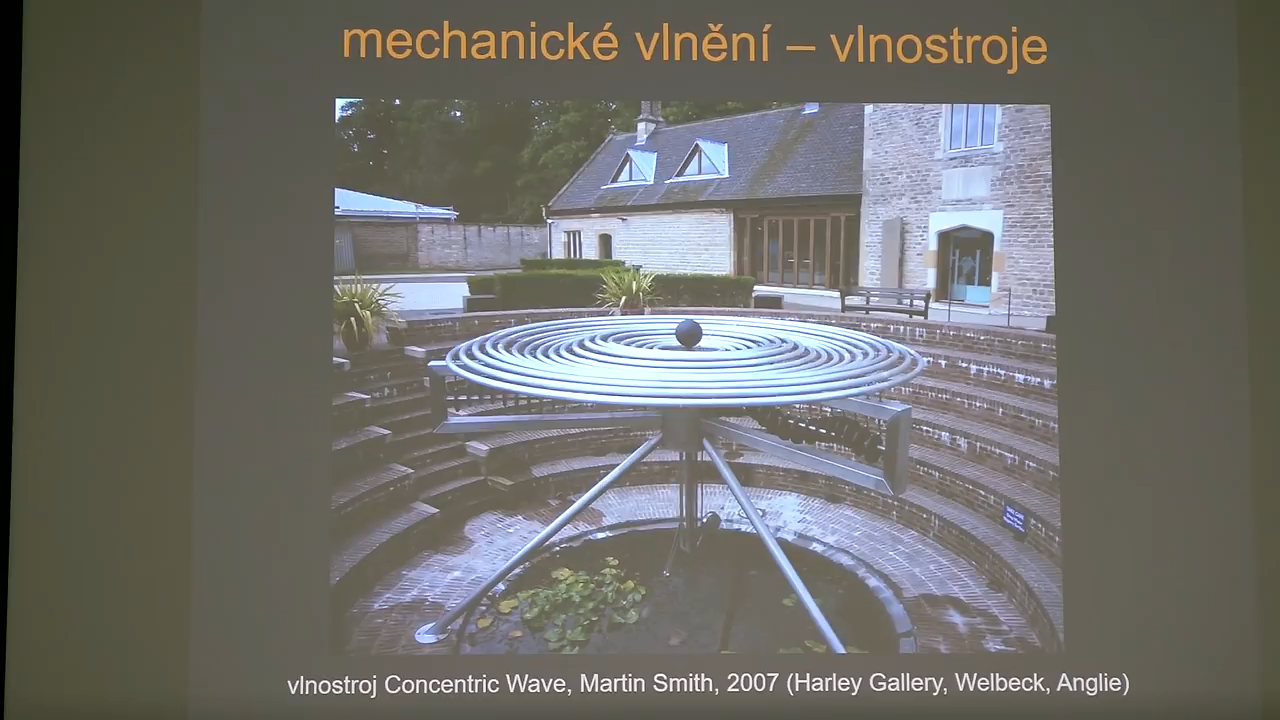 mechanické vlnění – vlnostroje
vlnostroj Concentric Wave, Martin Smith, 2007 (Harley Gallery, Welbeck, Anglie)